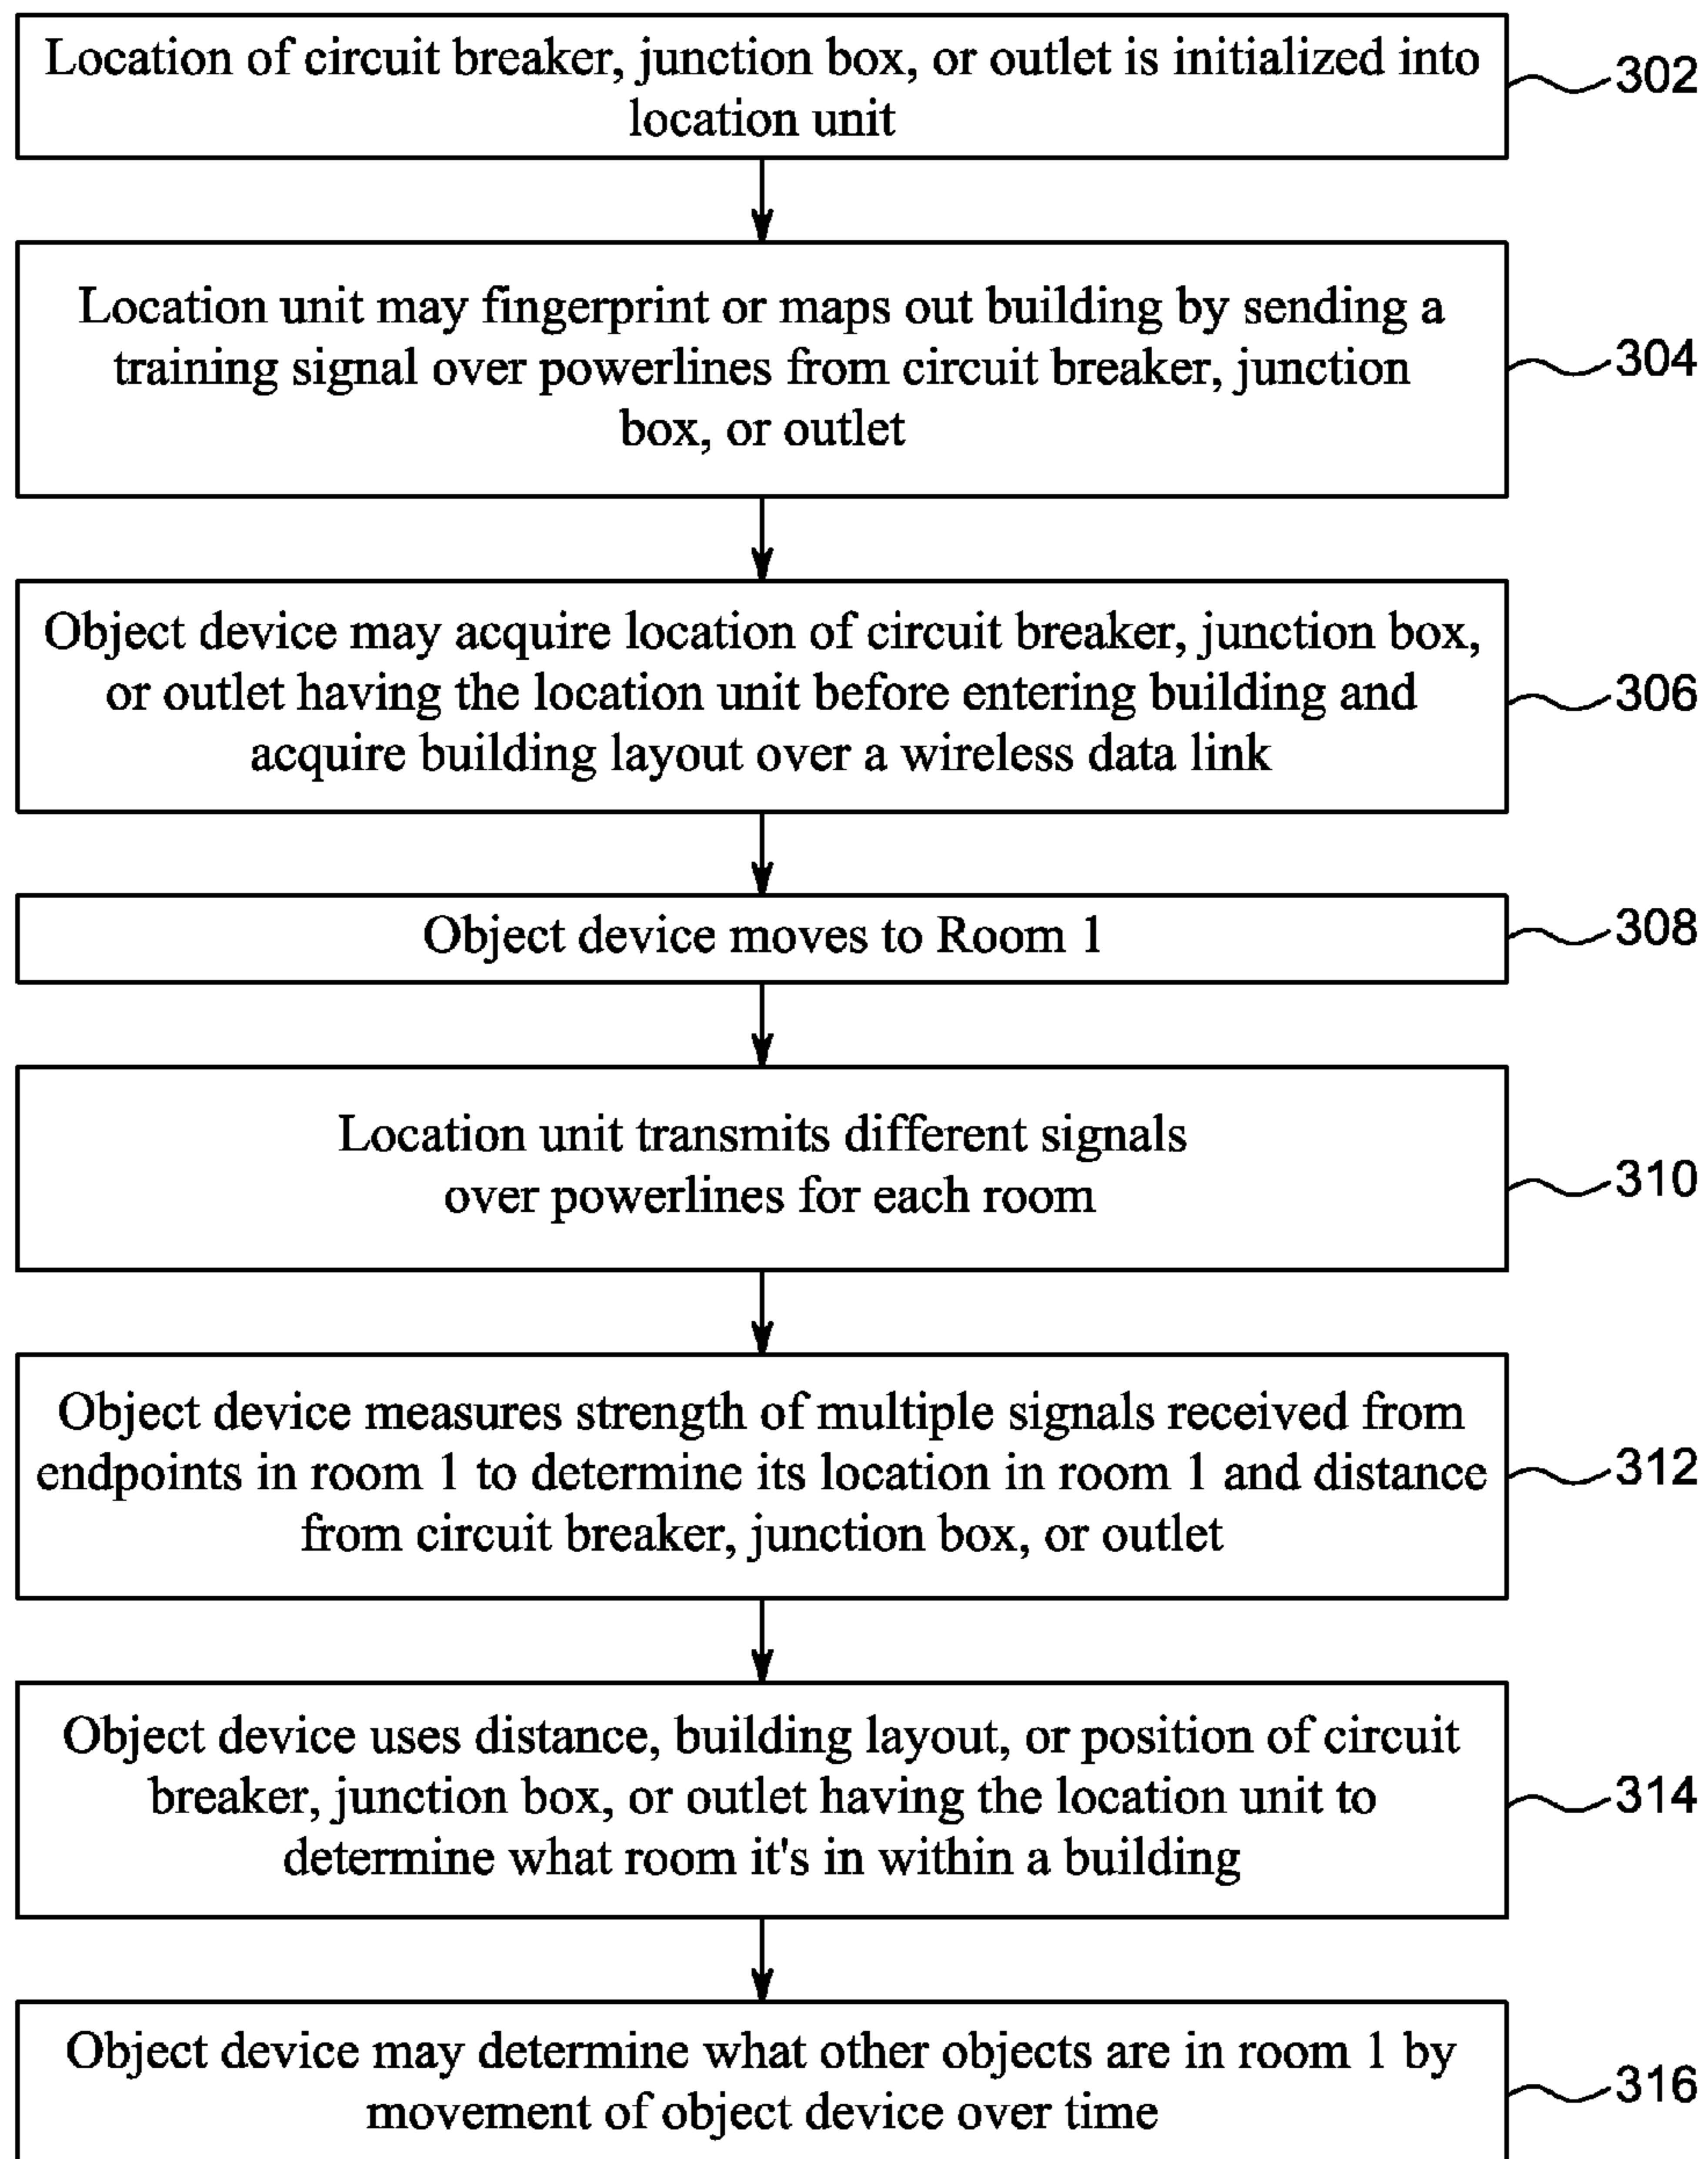 Location of circuit breaker, junction box, or outlet is initialized into
location unit
302
Location unit may fingerprint or maps out building by sending a
training signal over powerlines from circuit breaker, junction
box, or outlet
304
Object device may acquire location of circuit breaker, junction box,
or outlet having the location unit before entering building and
acquire building layout over a wireless data link
306
Object device moves to Room 1
308
Location unit transmits different signals
over powerlines for each room
310
Object device measures strength of multiple signals received from
endpoints in room 1 to determine its location in room 1 and distance
from circuit breaker, junction box, or outlet
312
Object device uses distance, building layout, or position of circuit
breaker, junction box, or outlet having the location unit to
determine what room it's in within a building
314
Object device may determine what other objects are in room 1 by
movement of object device over time
316